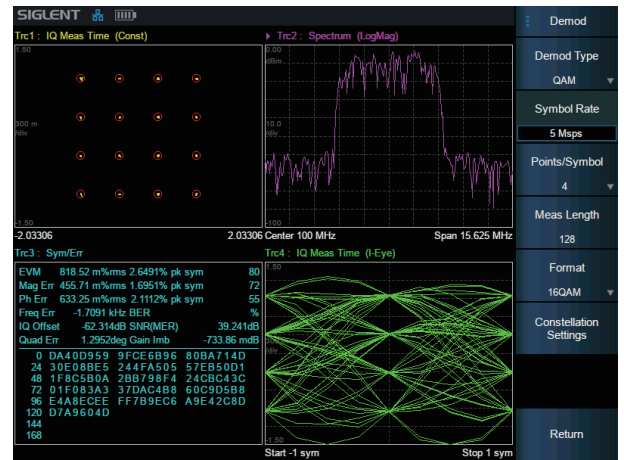 SIGLENT
Trc1 : IQ Meas Time (Const)
1.50
300 m
/div
-1.50
-2.03306 2.03306
Trc2 : Spectrum (LogMag)
0.00
dBm
10.0
/div
-100
Center 100 MHz Span 15.625 MHz
Trc3 : Sym/Err
EVM 818.52 m%rms 2.6491% pk sym 80
Mag Err 455.71 m%rms 1.6951% pk sym 72
Ph Err 633.25 m%rms 2.1112% pk sym 55
Freq Err -1.7091 kHz BER %
IQ Offset -62.314dB SNR(MER) 39.241dB
Quad Err 1.2952deg Gain Imb -733.86 mdB
0 DA40D959 9FCE6B96 80BA714D
24 30E08BE5 244FA505 57EB50D1
48 1F8C5B0A 2BB798F4 24CBC43C
72 01F083A3 37DAC4B8 60C9D5B8
96 E4A8ECEE FF7B9EC6 A9E42C8D
120 D7A9604D
144
168
Trc4 : IQ Meas Time (I-Eye)
1.50
300m
/div
-1.50
Start -1 sym Stop 1 sym
Demod
Demod Type
QAM
Symbol Rate
5 Msps
Points/Symbol
4
Meas Length
128
Format
16QAM
Constellation
Settings
Return